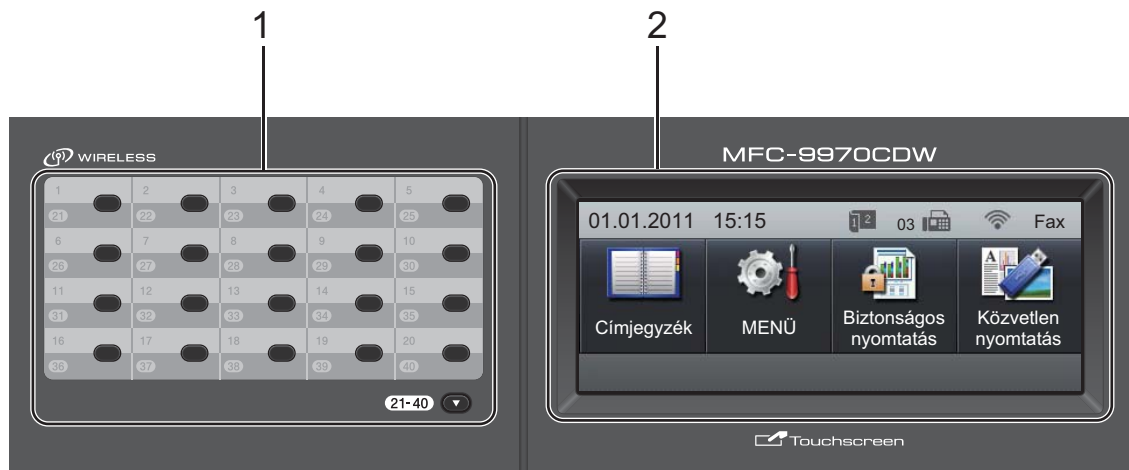 1 2
WIRELESS
MFC-9970CDW
1 2 3 4 5
21 22 23 24 25
6 7 8 9 10
26 27 28 29 30
11 12 13 14 15
31 32 33 34 35
16 17 18 19 20
36 37 38 39 40
21-40
01.01.2011 15:15 1 2 03 Fax
Címjegyzék
MENÜ
Biztonságos
nyomtatás
A
Közvetlen
nyomtatás
Touchscreen